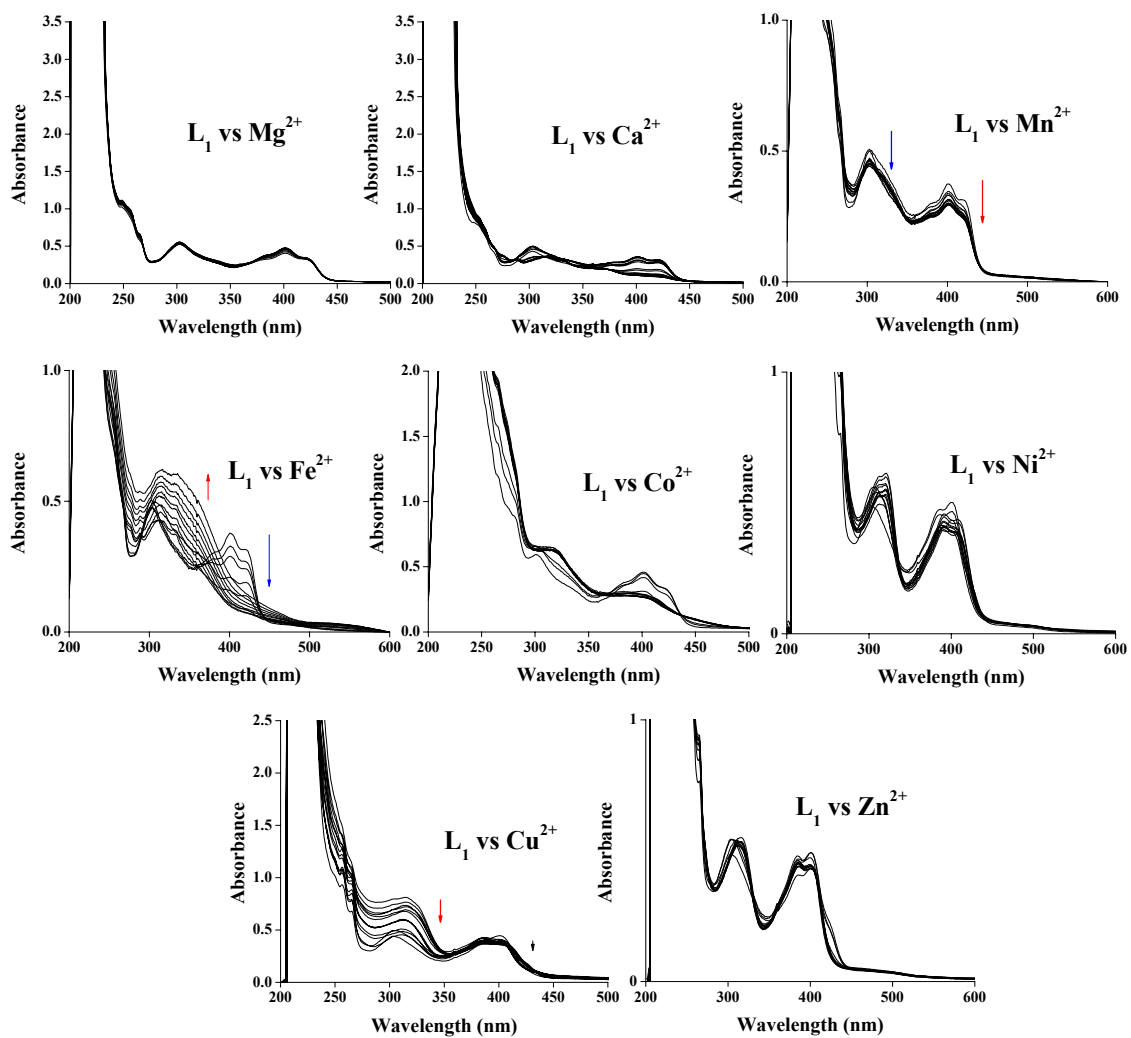 3.5
3.0
2.5
2.0
1.5
1.0
0.5
0.0
Absorbance
L1 vs Mg2+
200 250 300 350 400 450 500
Wavelength (nm)
3.5
3.0
2.5
2.0
1.5
1.0
0.5
0.0
Absorbance
L1 vs Ca2+
200 250 300 350 400 450 500
Wavelength (nm)
1.0
0.5
0.0
Absorbance
L1 vs Mn2+
200 300 400 500 600
Wavelength (nm)
1.0
0.5
0.0
Absorbance
L1 vs Fe2+
200 300 400 500 600
Wavelength (nm)
2.0
1.5
1.0
0.5
0.0
Absorbance
L1 vs Co2+
200 250 300 350 400 450 500
Wavelength (nm)
1
0
Absorbance
L1 vs Ni2+
200 300 400 500 600
Wavelength (nm)
2.5
2.0
1.5
1.0
0.5
0.0
Absorbance
L1 vs Cu2+
200 250 300 350 400 450 500
Wavelength (nm)
1
0
Absorbance
L1 vs Zn2+
200 300 400 500 600
Wavelength (nm)